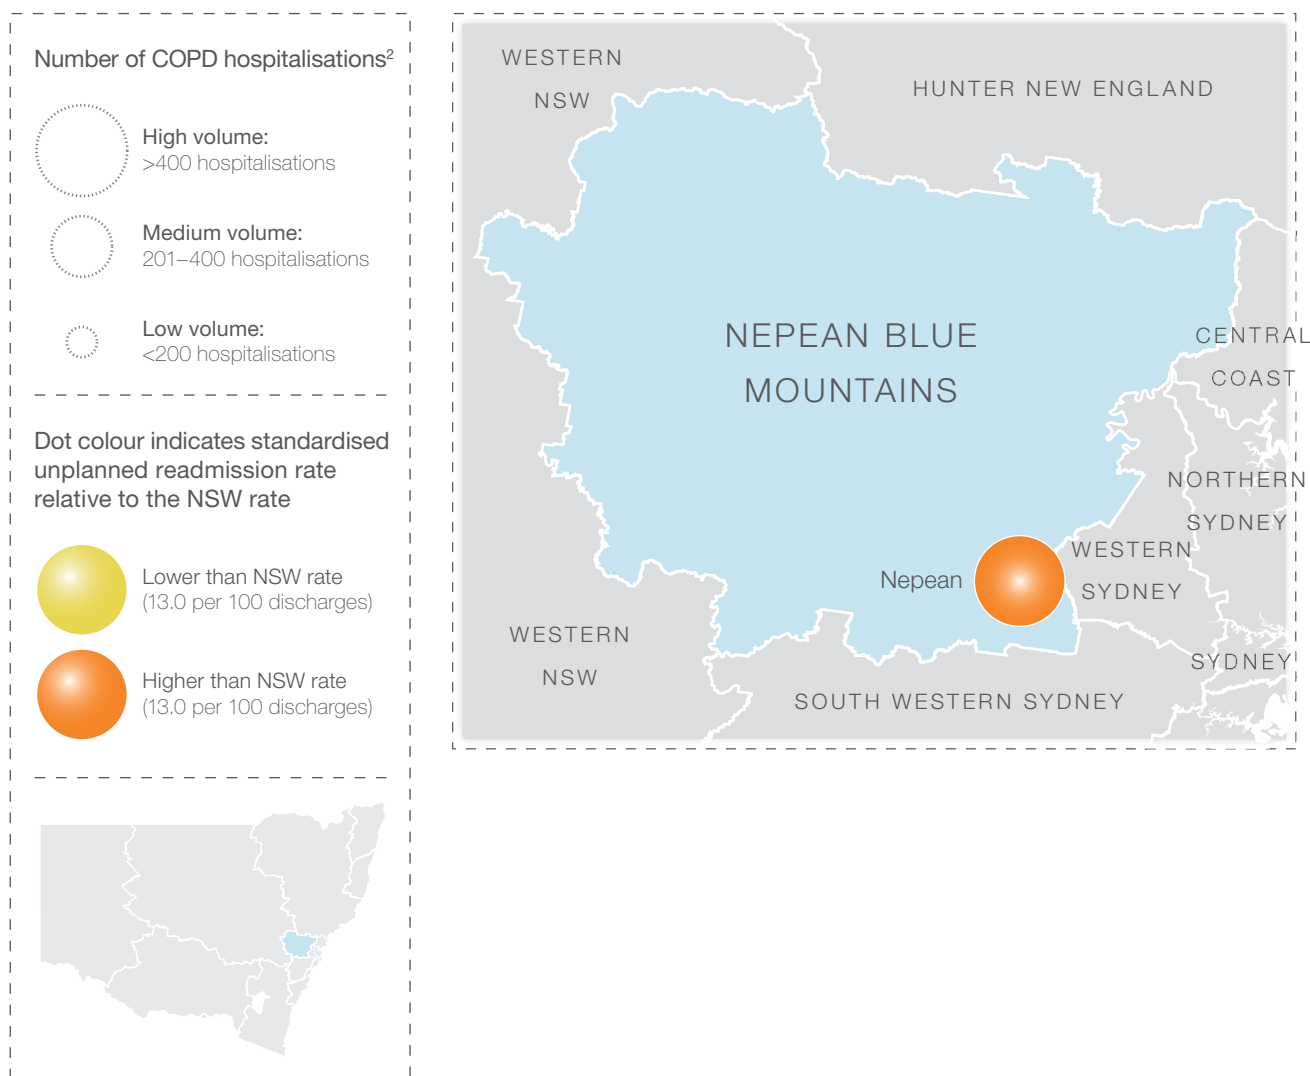 Number of COPD hospitalisations²
High volume:
>400 hospitalisations
Medium volume:
201–400 hospitalisations
Low volume:
<200 hospitalisations
Dot colour indicates standardised
unplanned readmission rate
relative to the NSW rate
Lower than NSW rate
(13.0 per 100 discharges)
Higher than NSW rate
(13.0 per 100 discharges)
WESTERN
NSW
HUNTER NEW ENGLAND
NEPEAN BLUE
MOUNTAINS
CENTRAL
COAST
NORTHERN
SYDNEY
WESTERN
SYDNEY
Nepean
WESTERN
NSW
SOUTH WESTERN SYDNEY
SYDNEY